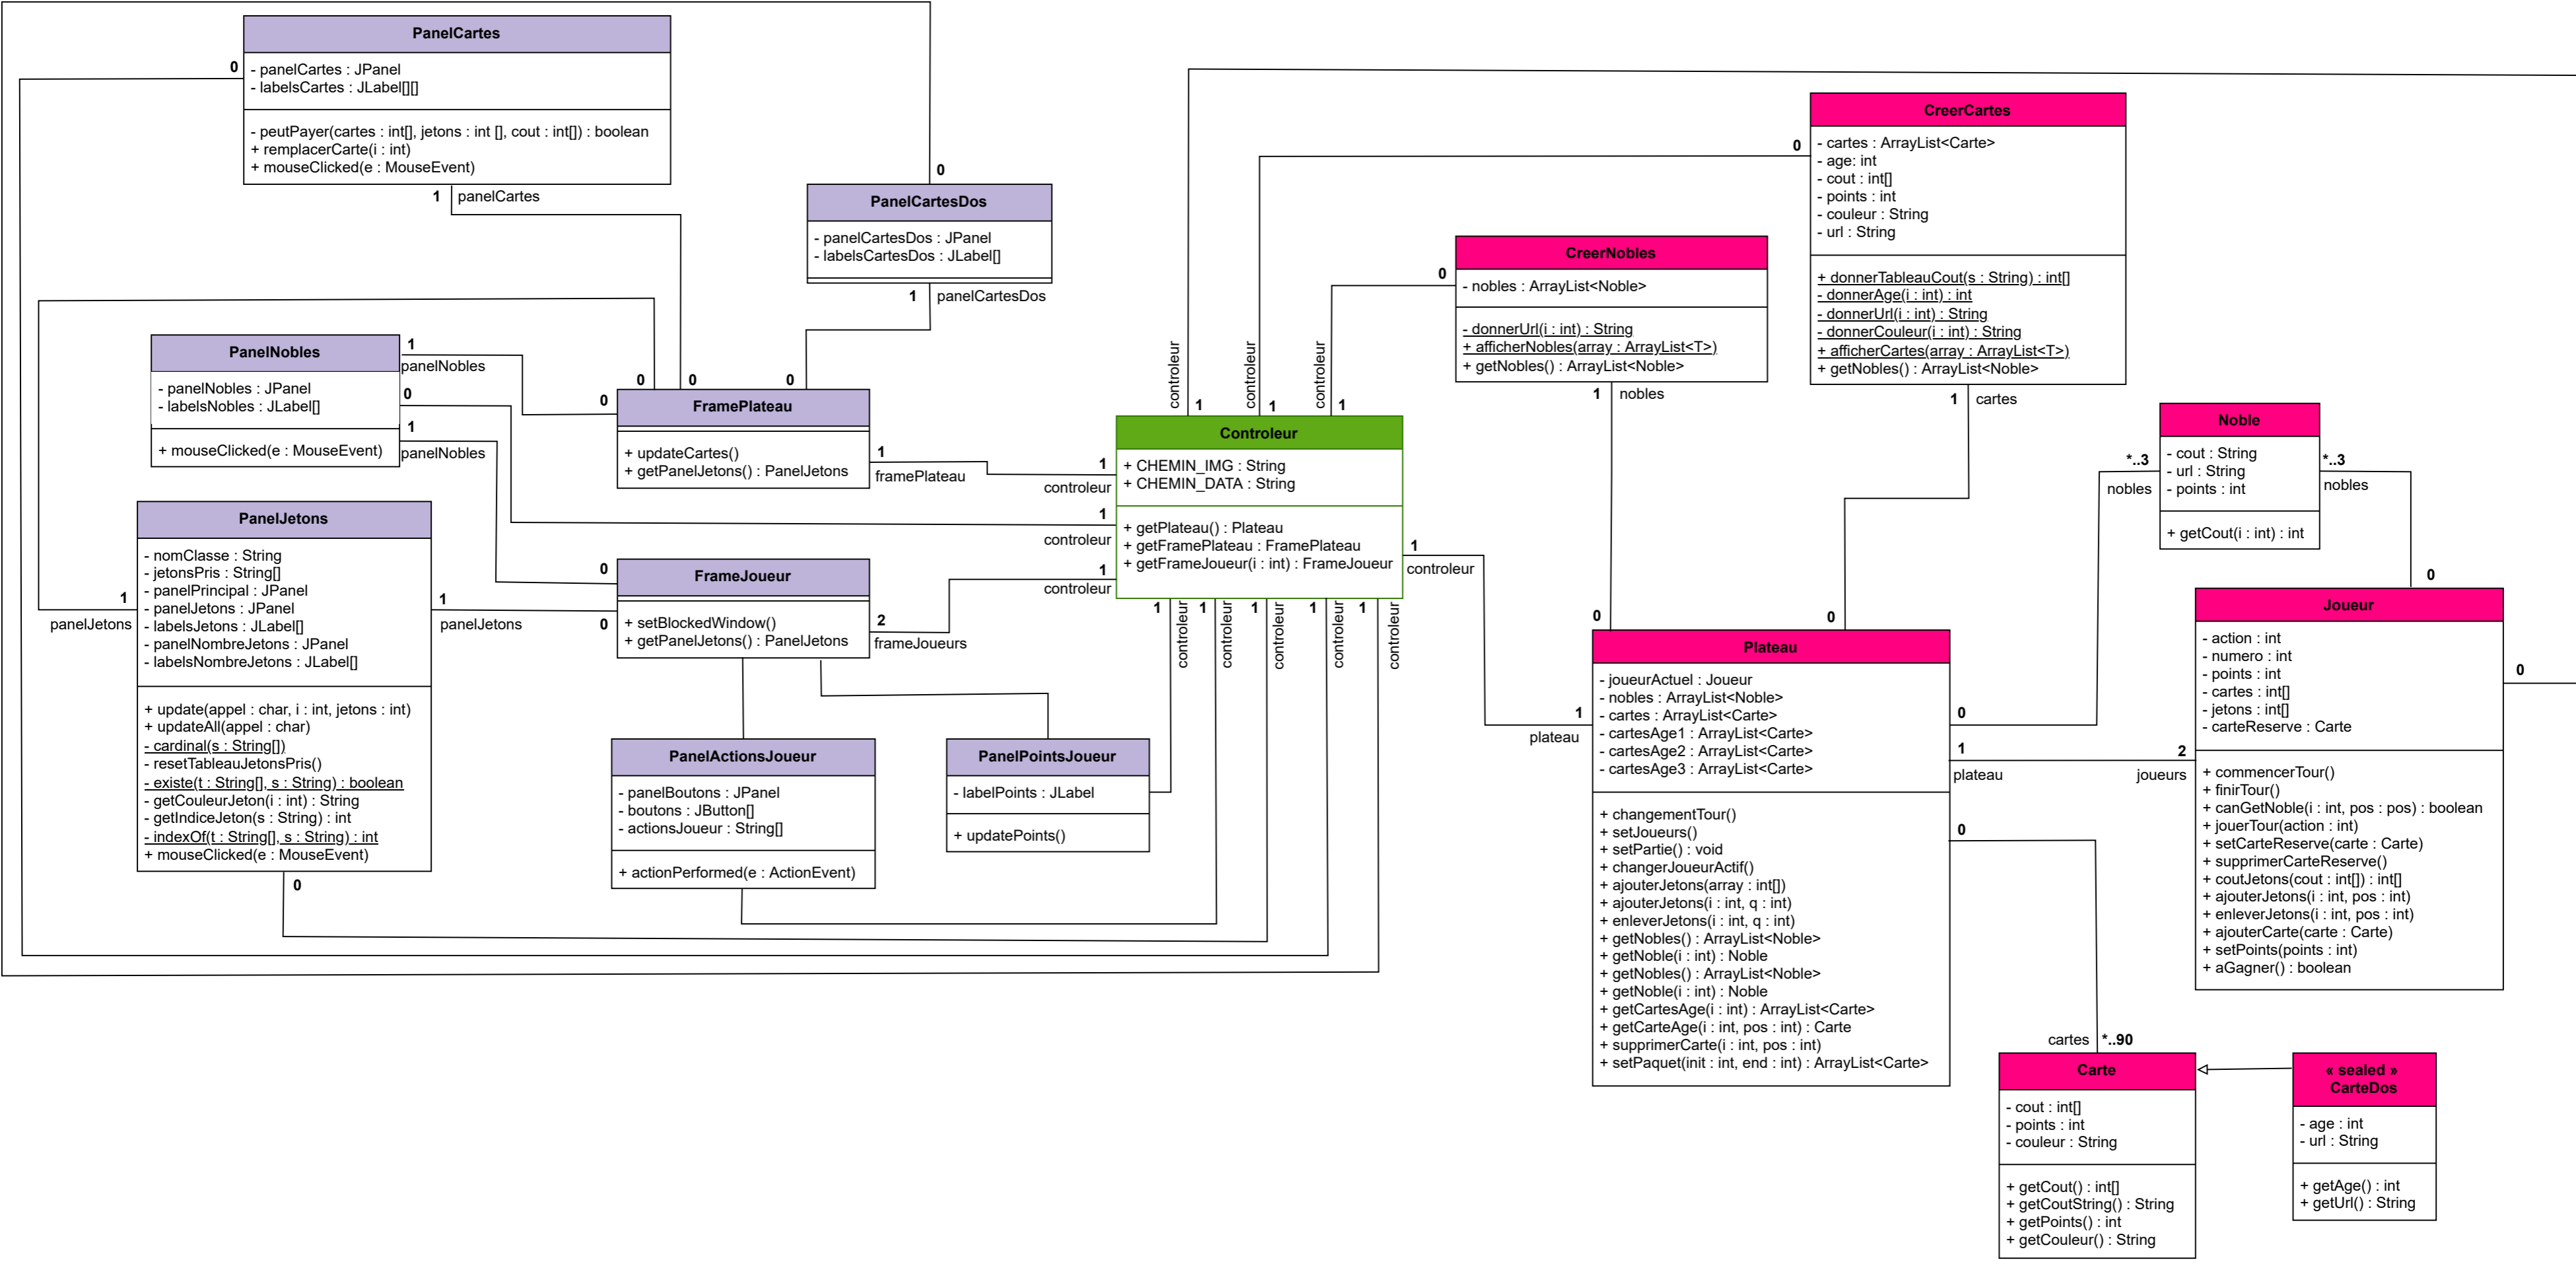 PanelCartes
- panelCartes : JPanel
- labelsCartes : JLabel[][]
- peutPayer(cartes : int[], jetons : int [], cout : int[]) : boolean
+ remplacerCarte(i : int)
+ mouseClicked(e : MouseEvent)
0
1
panelCartes
PanelCartesDos
- panelCartesDos : JPanel
- labelsCartesDos : JLabel[]
0
1
panelCartesDos
PanelNobles
- panelNobles : JPanel
- labelsNobles : JLabel[]
+ mouseClicked(e : MouseEvent)
1
panelNobles
0
1
panelNobles
PanelJetons
- nomClasse : String
- jetonsPris : String[]
- panelPrincipal : JPanel
- panelJetons : JPanel
- labelsJetons : JLabel[]
- panelNombreJetons : JPanel
- labelsNombreJetons : JLabel[]
+ update(appel : char, i : int, jetons : int)
+ updateAll(appel : char)
- cardinal(s : String[])
- resetTableauJetonsPris()
- existe(t : String[], s : String) : boolean
- getCouleurJeton(i : int) : String
- getIndiceJeton(s : String) : int
- indexOf(t : String[], s : String) : int
+ mouseClicked(e : MouseEvent)
1
panelJetons
1
panelJetons
0
FramePlateau
+ updateCartes()
+ getPanelJetons() : PanelJetons
0
0
0
0
1
framePlateau
FrameJoueur
+ setBlockedWindow()
+ getPanelJetons() : PanelJetons
0
0
2
frameJoueurs
PanelActionsJoueur
- panelBoutons : JPanel
- boutons : JButton[]
- actionsJoueur : String[]
+ actionPerformed(e : ActionEvent)
PanelPointsJoueur
- labelPoints : JLabel
+ updatePoints()
Controleur
+ CHEMIN_IMG : String
+ CHEMIN_DATA : String
+ getPlateau() : Plateau
+ getFramePlateau : FramePlateau
+ getFrameJoueur(i : int) : FrameJoueur
controleur
1
controleur
1
controleur
1
1
controleur
1
controleur
1
controleur
1
controleur
1
controleur
1
controleur
1
controleur
1
controleur
1
controleur
CreerNobles
- nobles : ArrayList<Noble>
- donnerUrl(i : int) : String
+ afficherNobles(array : ArrayList<T>)
+ getNobles() : ArrayList<Noble>
0
1
nobles
CreerCartes
- cartes : ArrayList<Carte>
- age: int
- cout : int[]
- points : int
- couleur : String
- url : String
+ donnerTableauCout(s : String) : int[]
- donnerAge(i : int) : int
- donnerUrl(i : int) : String
- donnerCouleur(i : int) : String
+ afficherCartes(array : ArrayList<T>)
+ getNobles() : ArrayList<Noble>
0
1
cartes
Noble
- cout : String
- url : String
- points : int
+ getCout(i : int) : int
*..3
nobles
*..3
nobles
Plateau
- joueurActuel : Joueur
- nobles : ArrayList<Noble>
- cartes : ArrayList<Carte>
- cartesAge1 : ArrayList<Carte>
- cartesAge2 : ArrayList<Carte>
- cartesAge3 : ArrayList<Carte>
+ changementTour()
+ setJoueurs()
+ setPartie() : void
+ changerJoueurActif()
+ ajouterJetons(array : int[])
+ ajouterJetons(i : int, q : int)
+ enleverJetons(i : int, q : int)
+ getNobles() : ArrayList<Noble>
+ getNoble(i : int) : Noble
+ getNobles() : ArrayList<Noble>
+ getNoble(i : int) : Noble
+ getCartesAge(i : int) : ArrayList<Carte>
+ getCarteAge(i : int, pos : int) : Carte
+ supprimerCarte(i : int, pos : int)
+ setPaquet(init : int, end : int) : ArrayList<Carte>
0
0
1
plateau
0
1
plateau
0
Joueur
- action : int
- numero : int
- points : int
- cartes : int[]
- jetons : int[]
- carteReserve : Carte
+ commencerTour()
+ finirTour()
+ canGetNoble(i : int, pos : pos) : boolean
+ jouerTour(action : int)
+ setCarteReserve(carte : Carte)
+ supprimerCarteReserve()
+ coutJetons(cout : int[]) : int[]
+ ajouterJetons(i : int, pos : int)
+ enleverJetons(i : int, pos : int)
+ ajouterCarte(carte : Carte)
+ setPoints(points : int)
+ aGagner() : boolean
0
0
2
joueurs
cartes
*..90
Carte
- cout : int[]
- points : int
- couleur : String
+ getCout() : int[]
+ getCoutString() : String
+ getPoints() : int
+ getCouleur() : String
« sealed »
CarteDos
- age : int
- url : String
+ getAge() : int
+ getUrl() : String